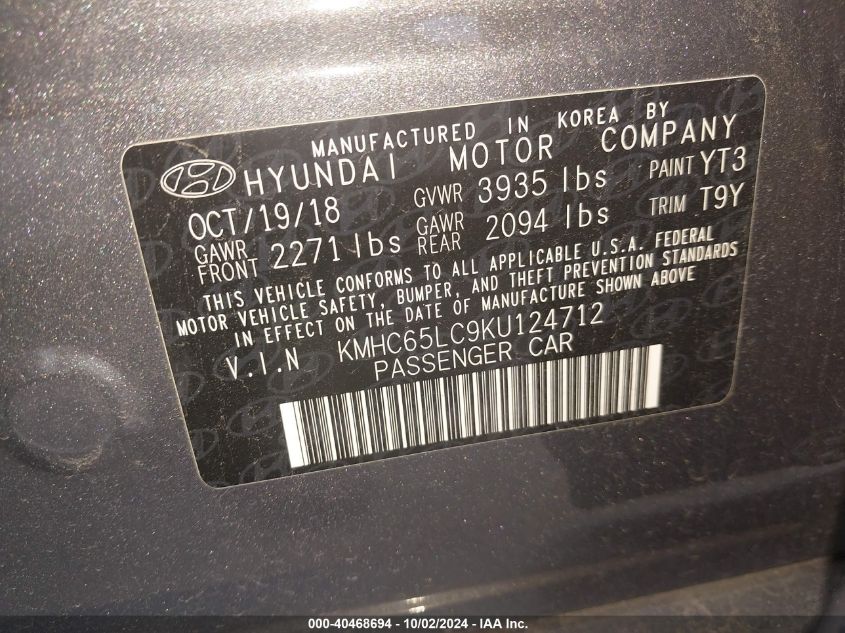 MANUFACTURED IN KOREA BY
HYUNDAI MOTOR COMPANY
OCT/19/18 GVWR 3935 lbs PAINT YT3
GAWR FRONT 2271 lbs GAWR REAR 2094 lbs TRIM T9Y
THIS VEHICLE CONFORMS TO ALL APPLICABLE U.S.A. FEDERAL
MOTOR VEHICLE SAFETY, BUMPER, AND THEFT PREVENTION STANDARDS
IN EFFECT ON THE DATE OF MANUFACTURE SHOWN ABOVE
V.I.N KMHC65LC9KU124712
PASSENGER CAR
000-40468694 - 10/02/2024 - IAA Inc.